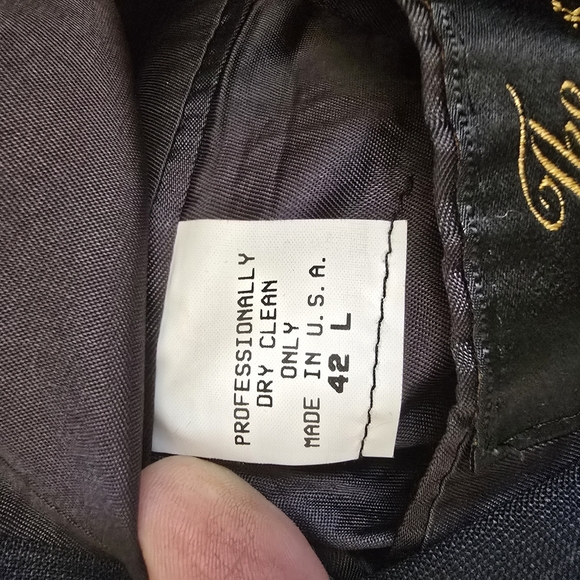 PROFESSIONALLY
DRY CLEAN
ONLY
MADE IN U.S.A.
42 L